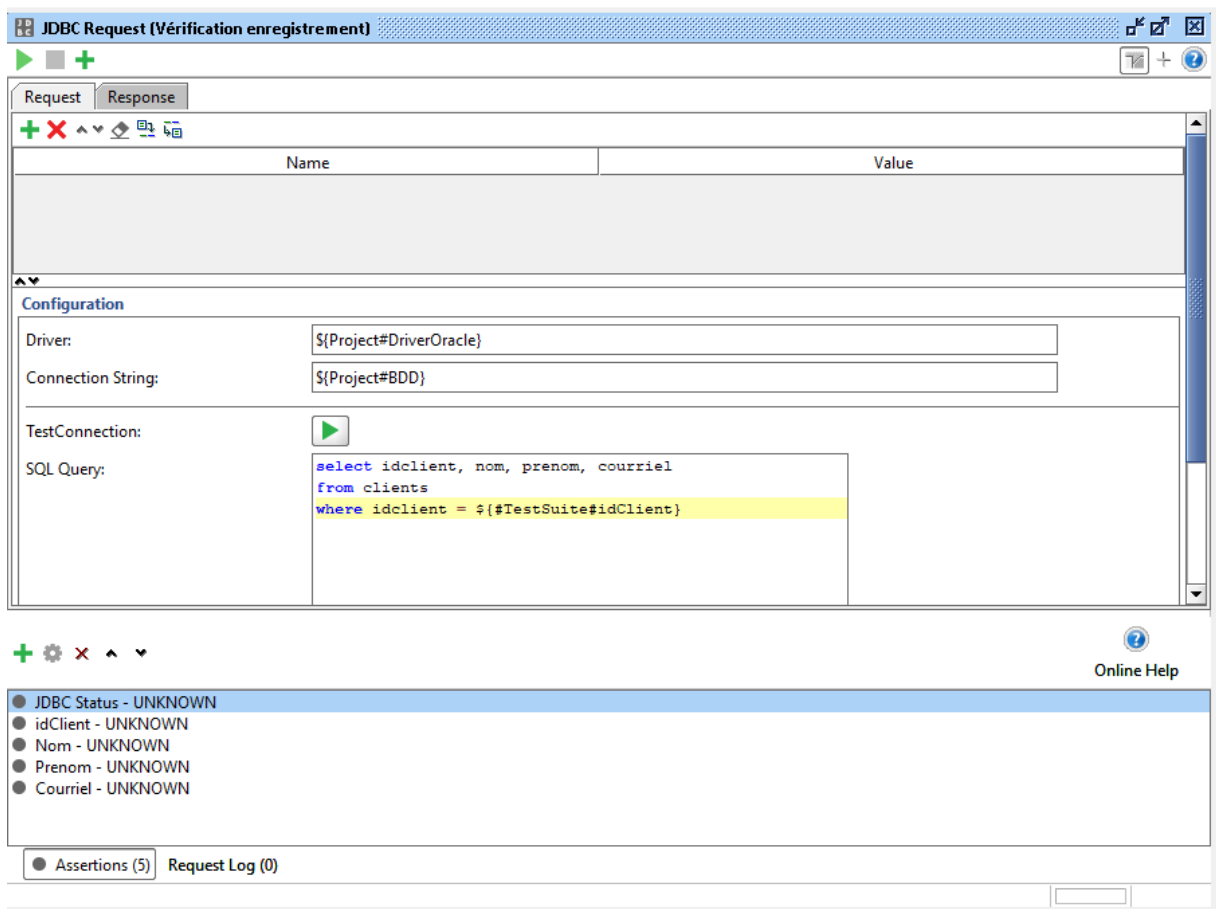 JDBC Request (Vérification enregistrement)
Request Response
Name Value
Configuration
Driver: ${Project#DriverOracle}
Connection String: ${Project#BDD}
TestConnection:
SQL Query:
select idclient, nom, prenom, courriel
from clients
where idclient = ${#TestSuite#idClient}
Online Help
JDBC Status - UNKNOWN
idClient - UNKNOWN
Nom - UNKNOWN
Prenom - UNKNOWN
Courriel - UNKNOWN
Assertions (5) Request Log (0)